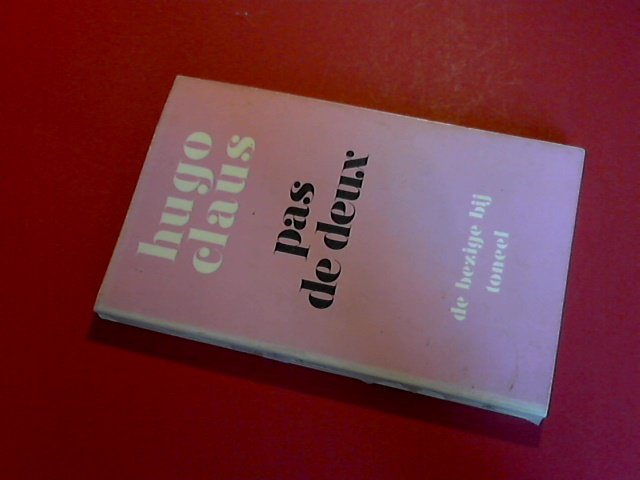 hugo
claus
pas
de deux
de bezige bij
toneel